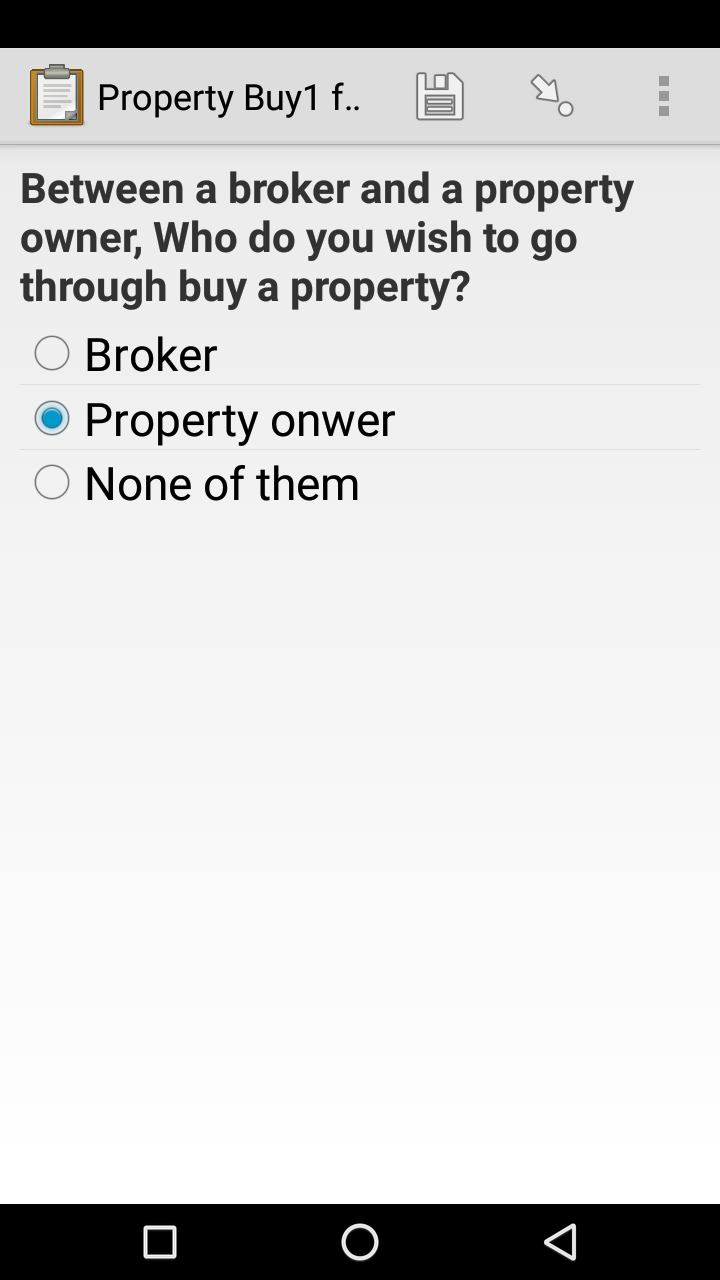 Property Buy1 f..
Between a broker and a property
owner, Who do you wish to go
through buy a property?
Broker
Property onwer
None of them